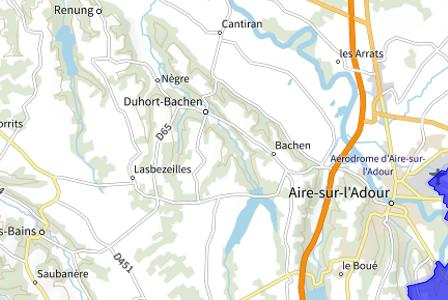 Renung
Cantiran
les Arrats
Nègre
Duhort-Bachen
D65
orrits
Bachen
Aérodrome d'Aire-sur-
l'Adour
Lasbezeilles
Aire-sur-l'Adour
s-Bains
D451
le Boué
Saubanère